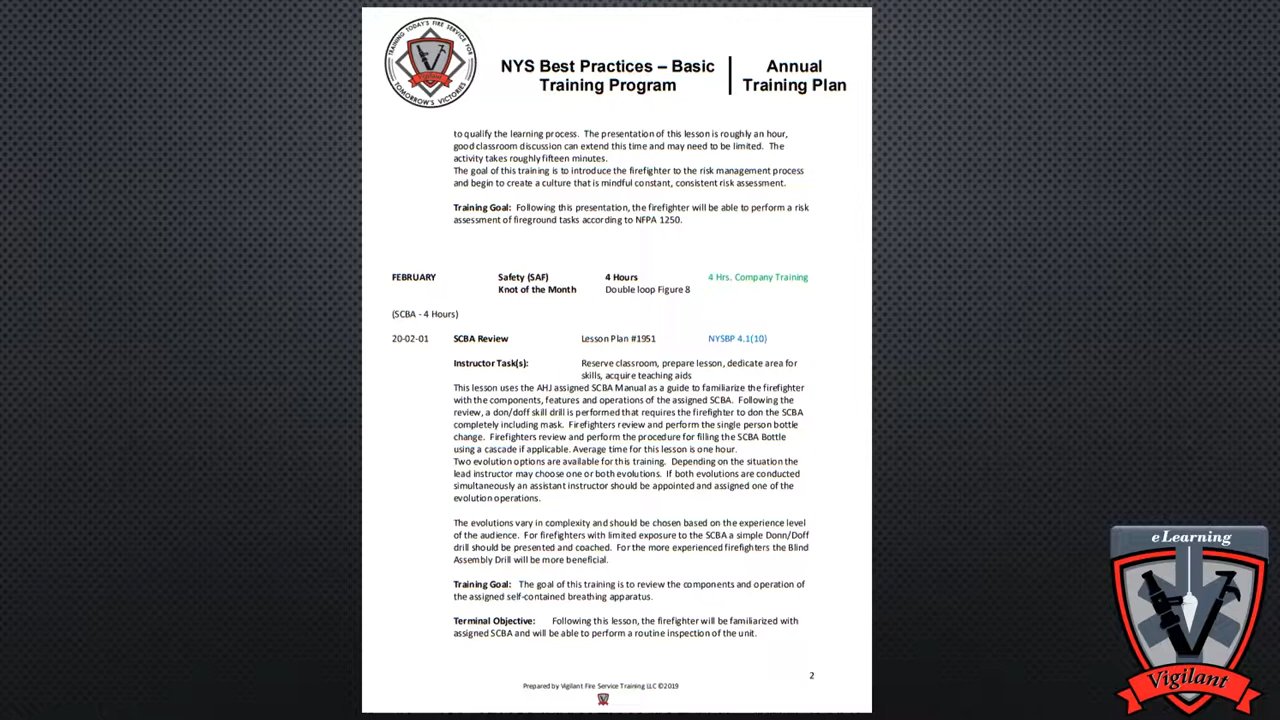 TRAINING TODAY'S FIRE SERVICE FOR
Vigilant
TOMORROW'S VICTORIES
NYS Best Practices – Basic
Training Program
Annual
Training Plan
to qualify the learning process. The presentation of this lesson is roughly an hour,
good classroom discussion can extend this time and may need to be limited. The
activity takes roughly fifteen minutes.
The goal of this training is to introduce the firefighter to the risk management process
and begin to create a culture that is mindful constant, consistent risk assessment.
Training Goal: Following this presentation, the firefighter will be able to perform a risk
assessment of fireground tasks according to NFPA 1250.
FEBRUARY Safety (SAF) 4 Hours 4 Hrs. Company Training
Knot of the Month Double loop Figure 8
(SCBA - 4 Hours)
20-02-01 SCBA Review Lesson Plan #1951 NYSBP 4.1(10)
Instructor Task(s): Reserve classroom, prepare lesson, dedicate area for
skills, acquire teaching aids
This lesson uses the AHJ assigned SCBA Manual as a guide to familiarize the firefighter
with the components, features and operations of the assigned SCBA. Following the
review, a don/doff skill drill is performed that requires the firefighter to don the SCBA
completely including mask. Firefighters review and perform the single person bottle
change. Firefighters review and perform the procedure for filling the SCBA Bottle
using a cascade if applicable. Average time for this lesson is one hour.
Two evolution options are available for this training. Depending on the situation the
lead instructor may choose one or both evolutions. If both evolutions are conducted
simultaneously an assistant instructor should be appointed and assigned one of the
evolution operations.
The evolutions vary in complexity and should be chosen based on the experience level
of the audience. For firefighters with limited exposure to the SCBA a simple Donn/Doff
drill should be presented and coached. For the more experienced firefighters the Blind
Assembly Drill will be more beneficial.
Training Goal: The goal of this training is to review the components and operation of
the assigned self-contained breathing apparatus.
Terminal Objective: Following this lesson, the firefighter will be familiarized with
assigned SCBA and will be able to perform a routine inspection of the unit.
2
Prepared by Vigilant Fire Service Training LLC ©2019
eLearning
Vigilant